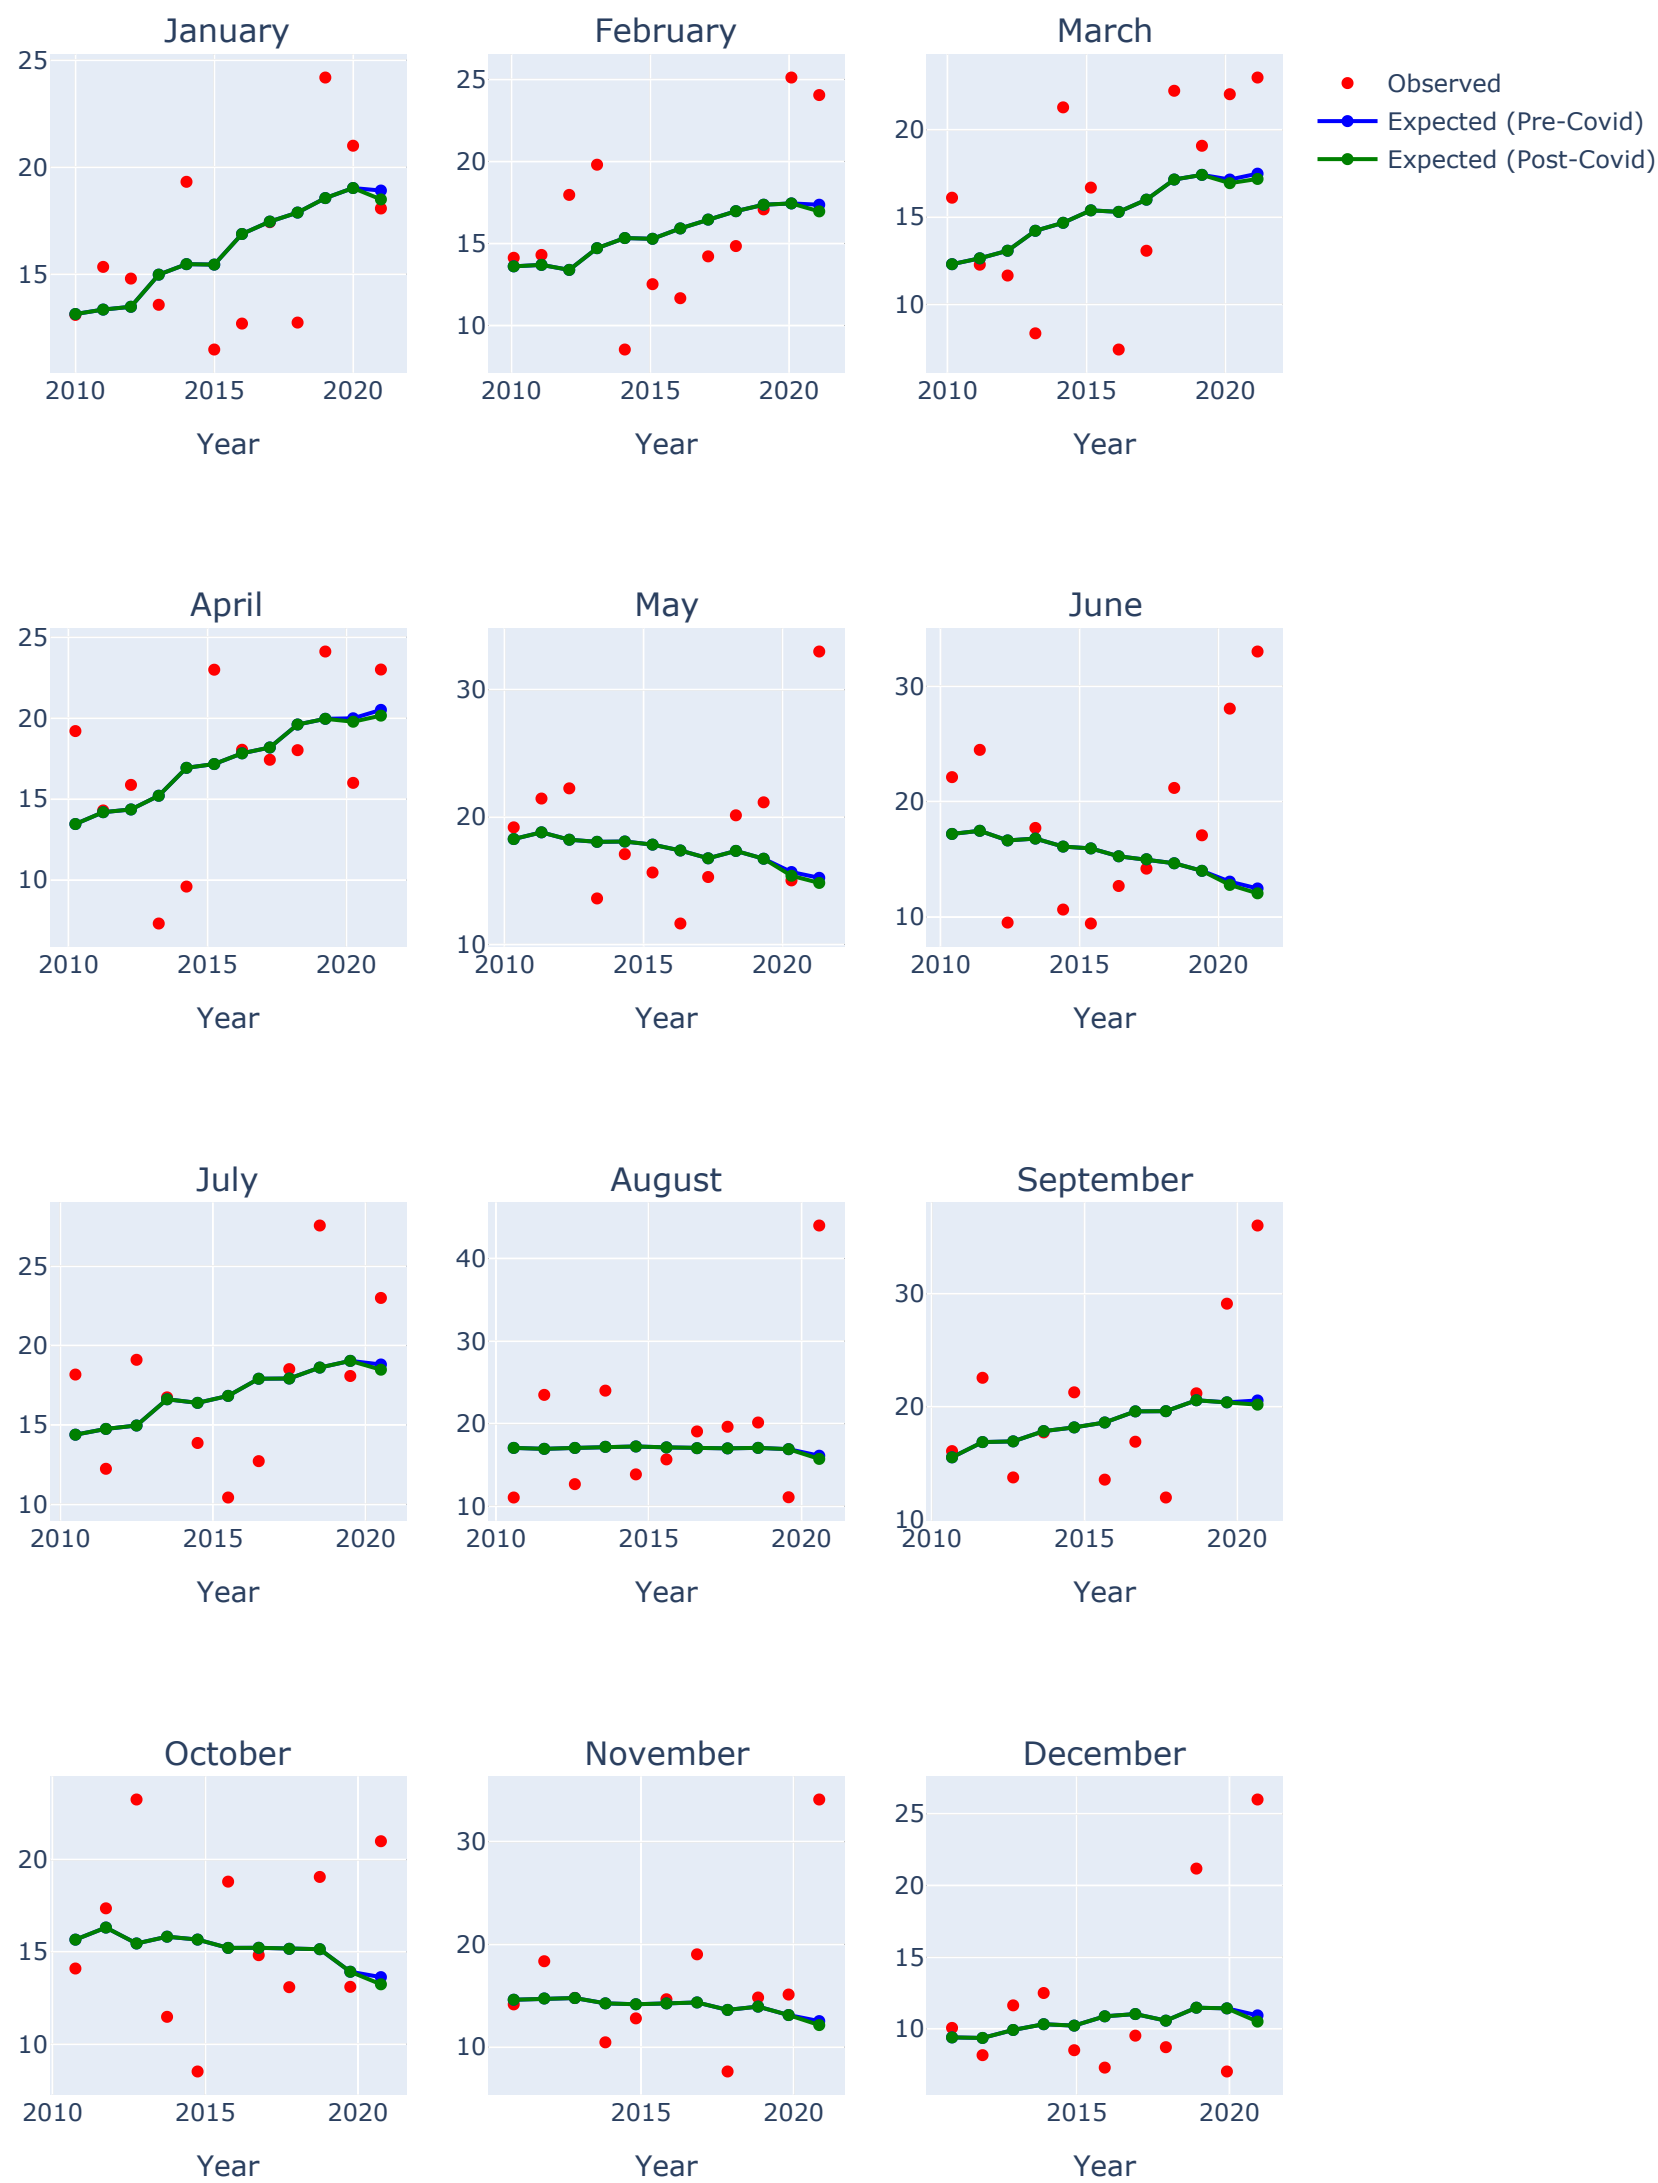 January
February
March
25
20
15
2010
2015
2020
Year
25
20
15
10
2010
2015
2020
Year
20
15
10
2010
2015
2020
Year
Observed
Expected (Pre-Covid)
Expected (Post-Covid)
April
May
June
25
20
15
10
2010
2015
2020
Year
30
20
10
2010
2015
2020
Year
30
20
10
2010
2015
2020
Year
July
August
September
25
20
15
10
2010
2015
2020
Year
40
30
20
10
2010
2015
2020
Year
30
20
10
2010
2015
2020
Year
October
November
December
20
15
10
2010
2015
2020
Year
30
20
10
2015
2020
Year
25
20
15
10
2015
2020
Year